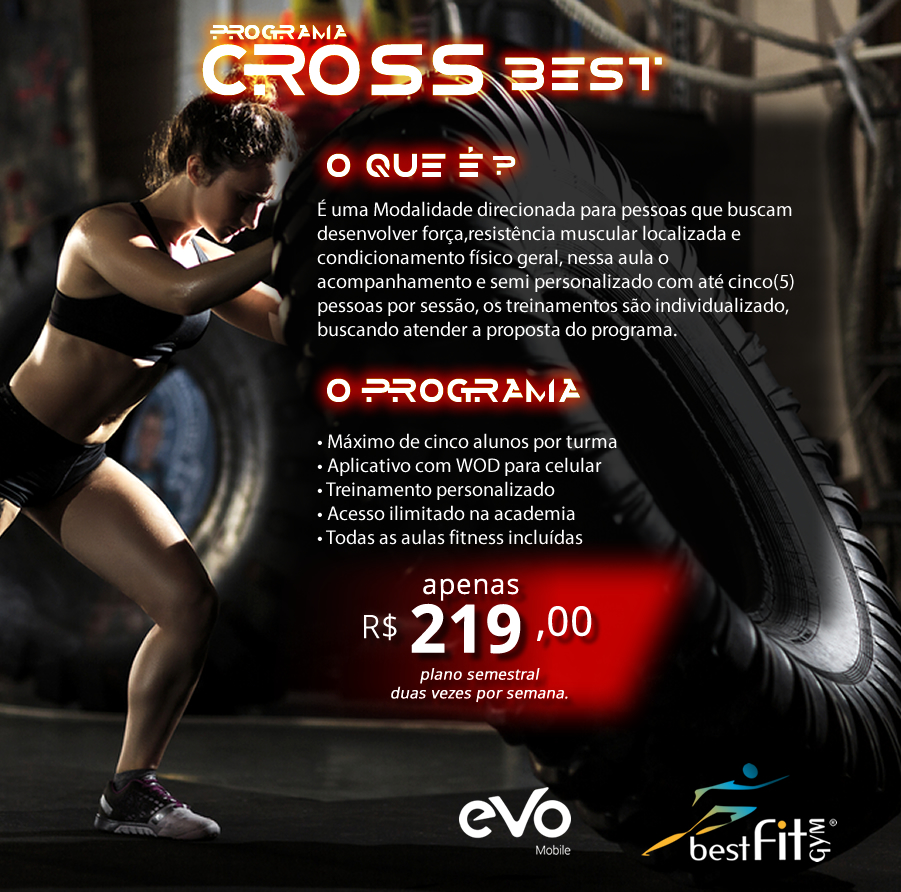 PROGRAMA
CROSS BEST
O QUE É ?
É uma Modalidade direcionada para pessoas que buscam
desenvolver força,resistência muscular localizada e
condicionamento físico geral, nessa aula o
acompanhamento e semi personalizado com até cinco(5)
pessoas por sessão, os treinamentos são individualizado,
buscando atender a proposta do programa.
O PROGRAMA
• Máximo de cinco alunos por turma
• Aplicativo com WOD para celular
• Treinamento personalizado
• Acesso ilimitado na academia
• Todas as aulas fitness incluídas
apenas
R$ 219 ,00
plano semestral
duas vezes por semana.
evo
Mobile
bestFit GYM ®